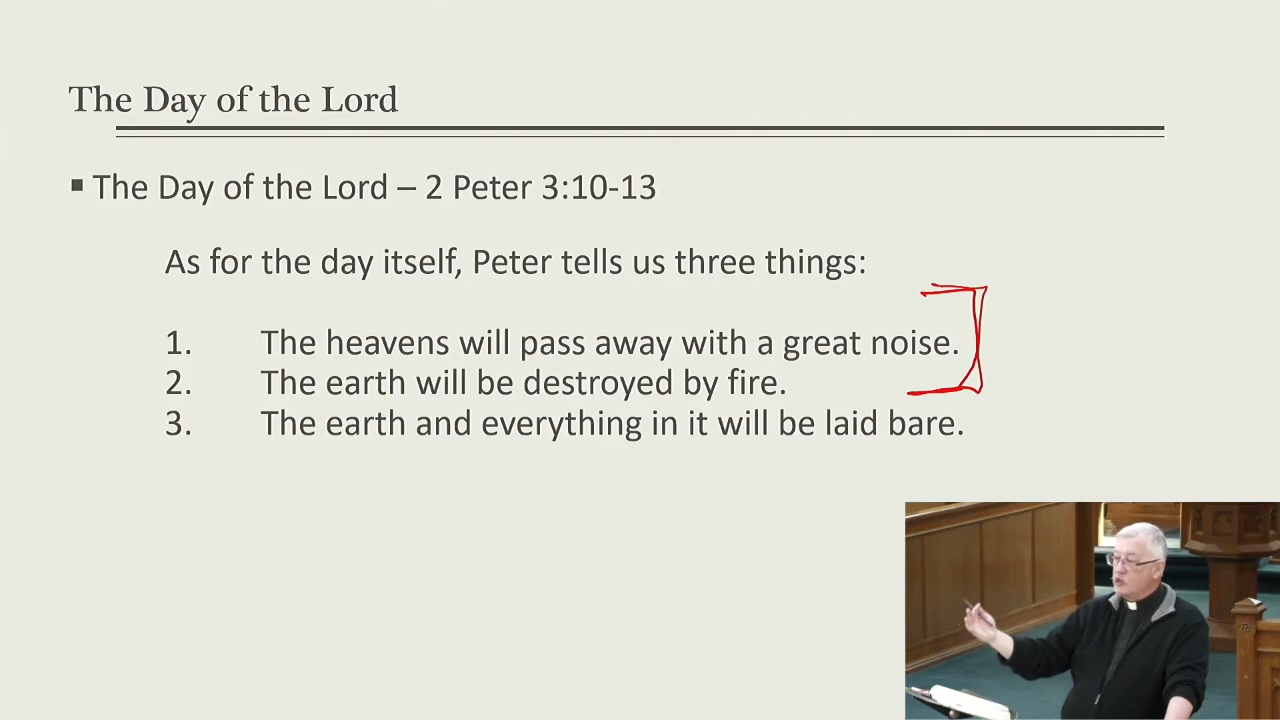 The Day of the Lord
▪ The Day of the Lord – 2 Peter 3:10-13
As for the day itself, Peter tells us three things:
1. The heavens will pass away with a great noise.
2. The earth will be destroyed by fire.
3. The earth and everything in it will be laid bare.